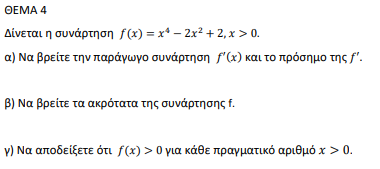 ΘΕΜΑ 4
Δίνεται η συνάρτηση f(x) = x⁴ − 2x² + 2, x > 0.
α) Να βρείτε την παράγωγο συνάρτηση f′(x) και το πρόσημο της f′.
β) Να βρείτε τα ακρότατα της συνάρτησης f.
γ) Να αποδείξετε ότι f(x) > 0 για κάθε πραγματικό αριθμό x > 0.